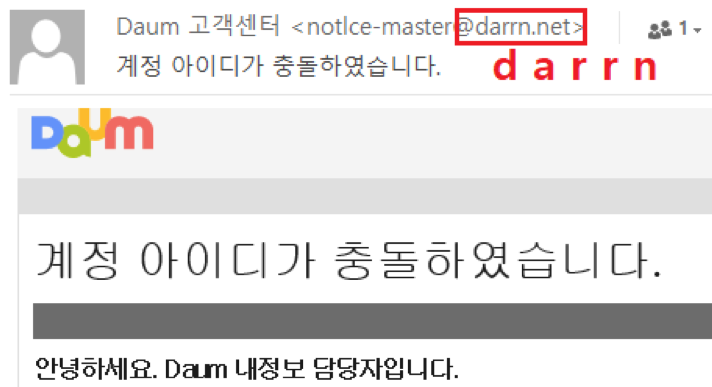 Daum 고객센터 <notlce-master@darrn.net> 1
계정 아이디가 충돌하였습니다.
d a r r n
Daum
계정 아이디가 충돌하였습니다.
안녕하세요. Daum 내정보 담당자입니다.